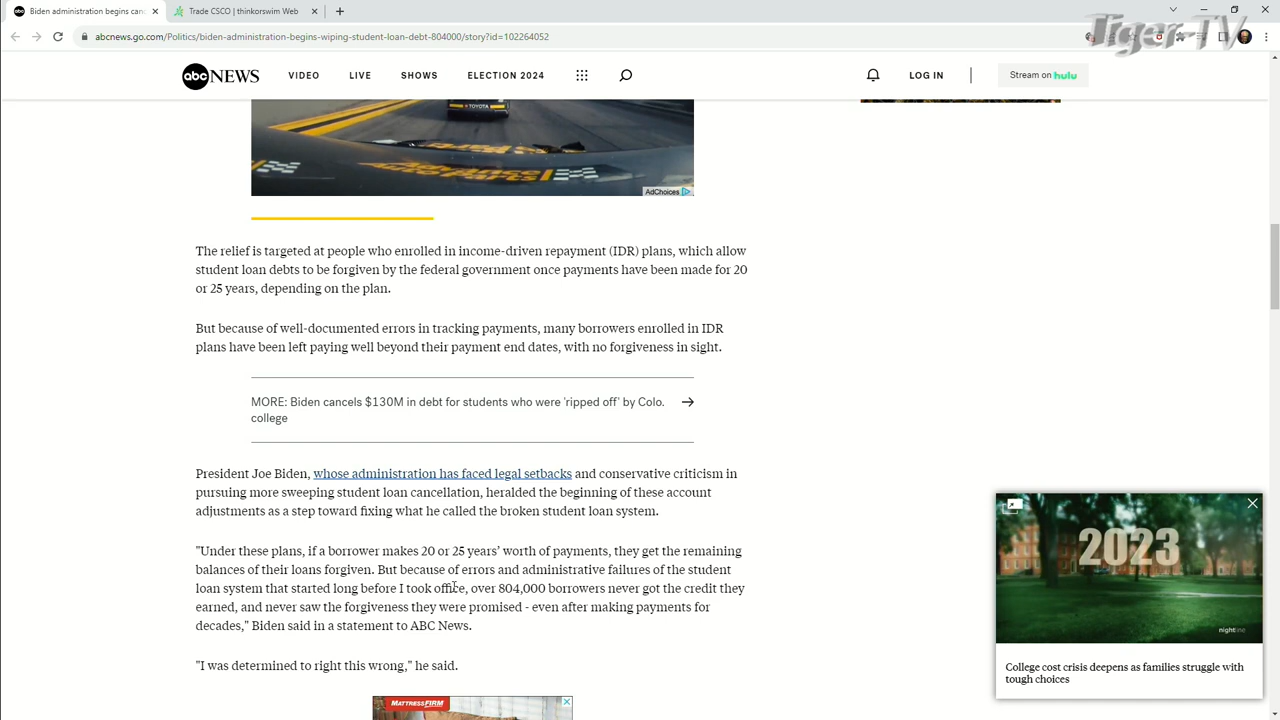 Biden administration begins canc
Trade CSCO | thinkorswim Web
Tiger-TV
abcnews.go.com/Politics/biden-administration-begins-wiping-student-loan-debt-804000/story?id=102264052
abc NEWS VIDEO LIVE SHOWS ELECTION 2024 LOG IN Stream on hulu
TOYOTA
Advance Auto Parts
AdChoices
The relief is targeted at people who enrolled in income-driven repayment (IDR) plans, which allow
student loan debts to be forgiven by the federal government once payments have been made for 20
or 25 years, depending on the plan.
But because of well-documented errors in tracking payments, many borrowers enrolled in IDR
plans have been left paying well beyond their payment end dates, with no forgiveness in sight.
MORE: Biden cancels $130M in debt for students who were 'ripped off' by Colo.
college
President Joe Biden, whose administration has faced legal setbacks and conservative criticism in
pursuing more sweeping student loan cancellation, heralded the beginning of these account
adjustments as a step toward fixing what he called the broken student loan system.
"Under these plans, if a borrower makes 20 or 25 years’ worth of payments, they get the remaining
balances of their loans forgiven. But because of errors and administrative failures of the student
loan system that started long before I took office, over 804,000 borrowers never got the credit they
earned, and never saw the forgiveness they were promised - even after making payments for
decades," Biden said in a statement to ABC News.
"I was determined to right this wrong," he said.
MATTRESSFIRM
2023
nightline
College cost crisis deepens as families struggle with
tough choices